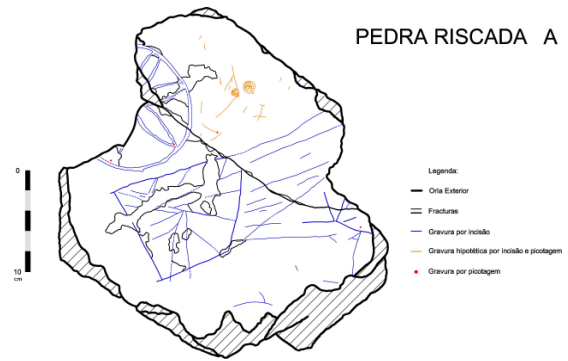 PEDRA RISCADA A
0
10
cm
Legenda:
Orla Exterior
Fracturas
Gravura por incisão
Gravura hipotética por incisão e picotagem
Gravura por picotagem